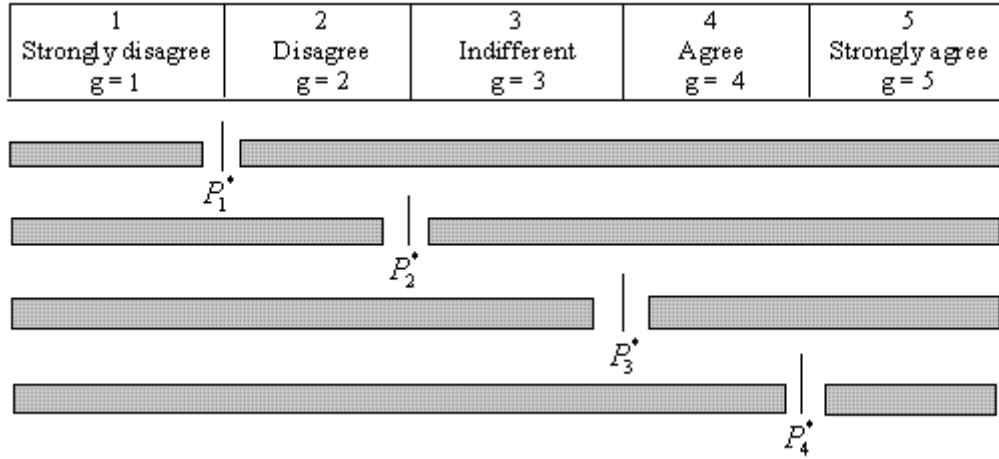 1 2 3 4 5
Strongly disagree Disagree Indifferent Agree Strongly agree
g = 1 g = 2 g = 3 g = 4 g = 5
P₁*
P₂*
P₃*
P₄*